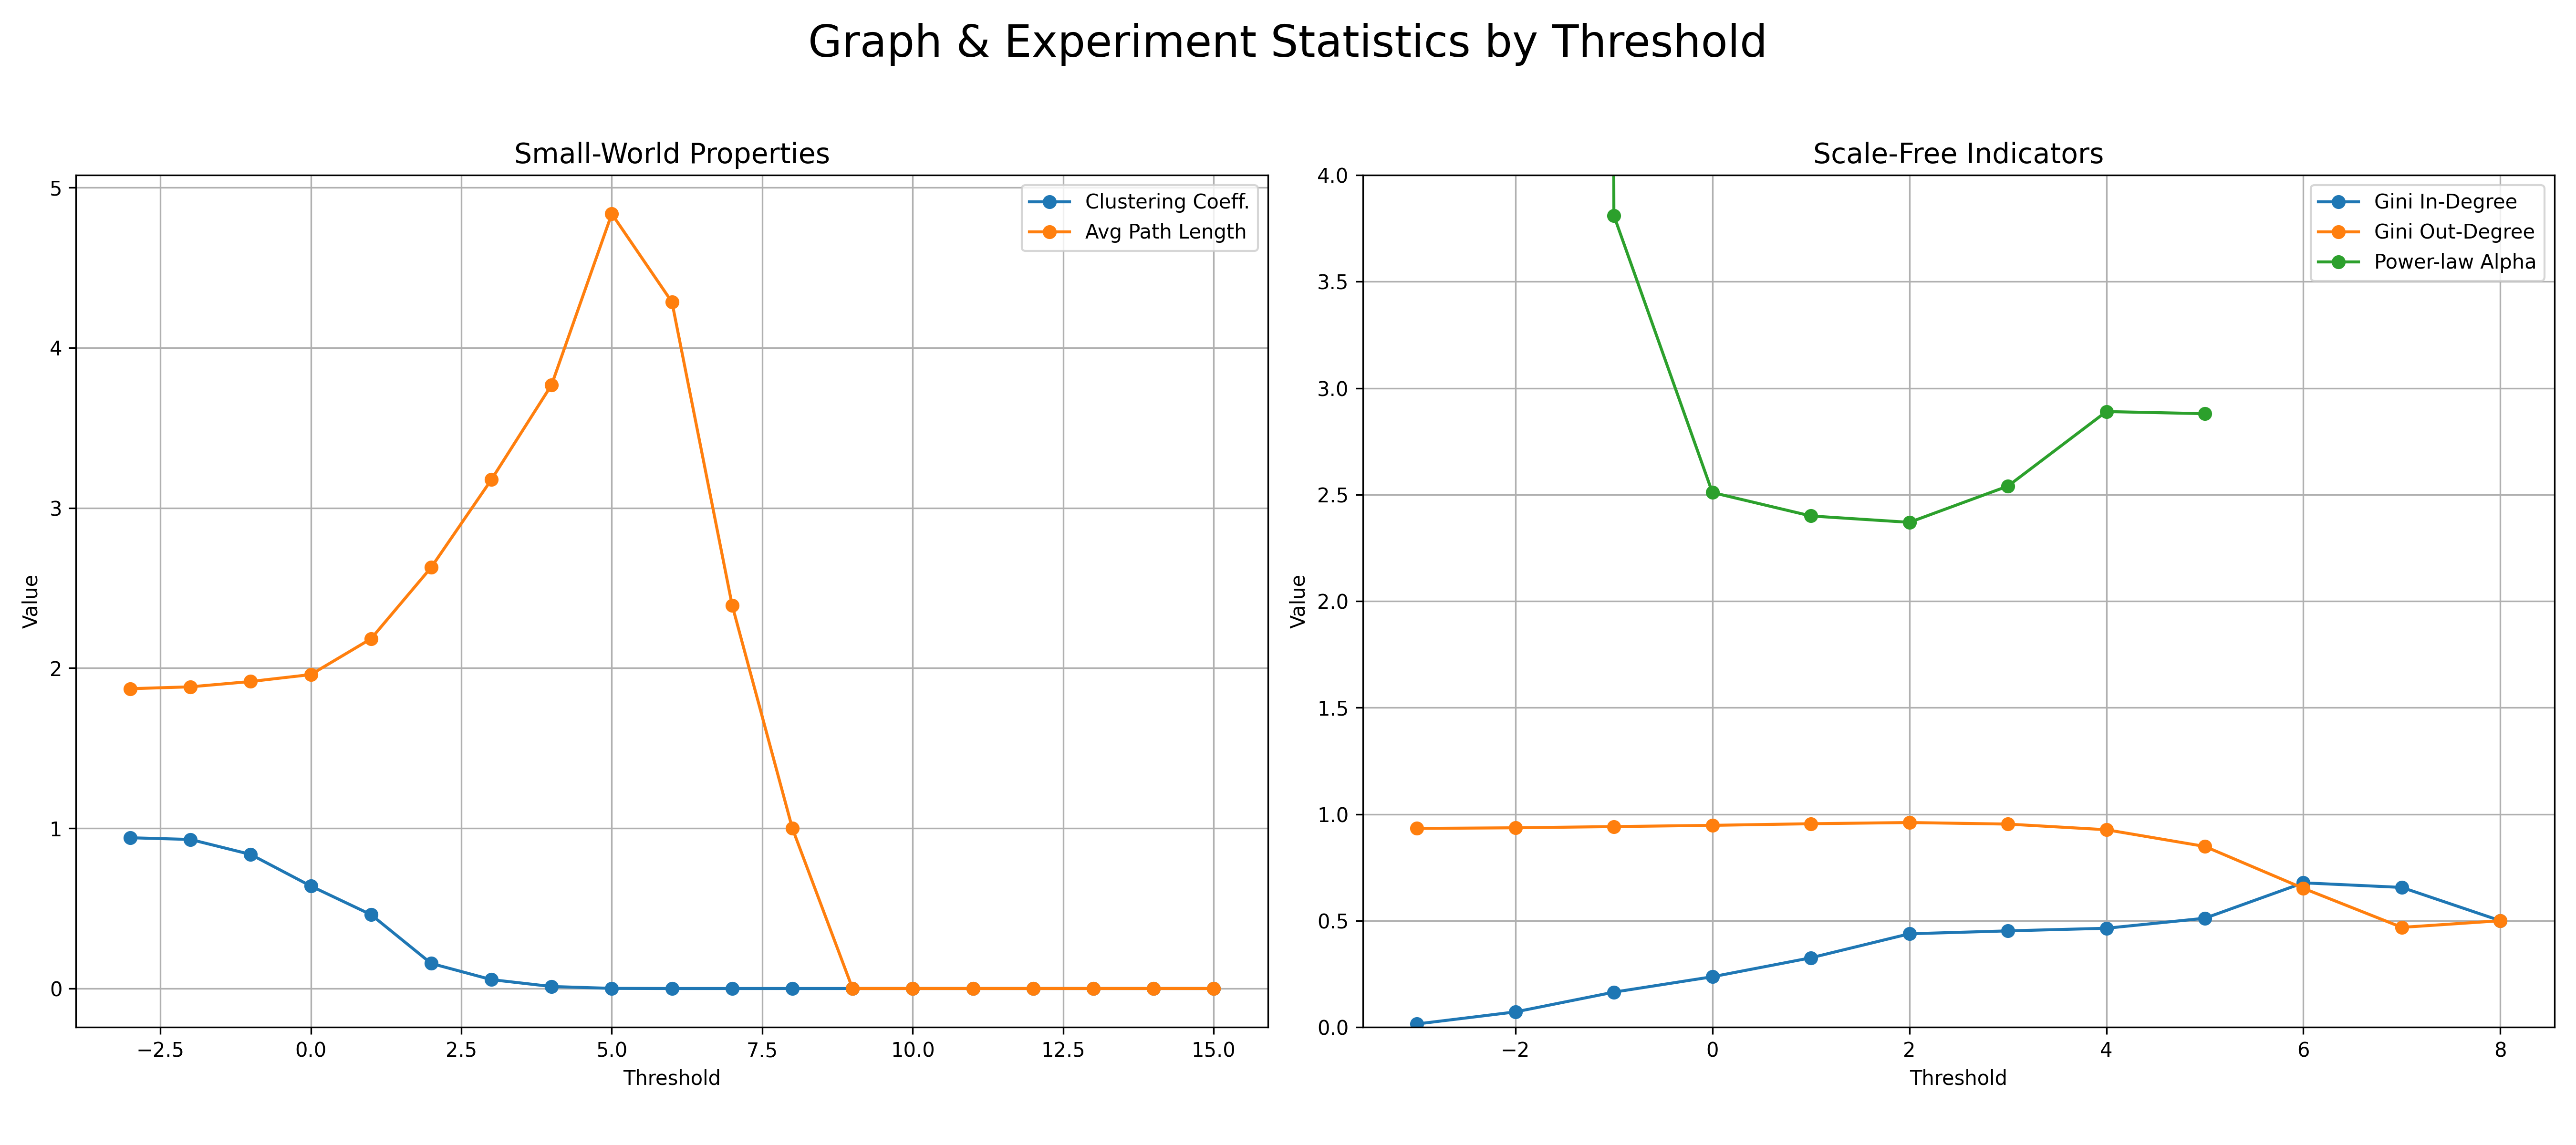 Graph & Experiment Statistics by Threshold
Small-World Properties
Clustering Coeff.
Avg Path Length
5
4
3
2
1
0
Value
−2.5 0.0 2.5 5.0 7.5 10.0 12.5 15.0
Threshold
Scale-Free Indicators
Gini In-Degree
Gini Out-Degree
Power-law Alpha
4.0
3.5
3.0
2.5
2.0
1.5
1.0
0.5
0.0
Value
−2 0 2 4 6 8
Threshold